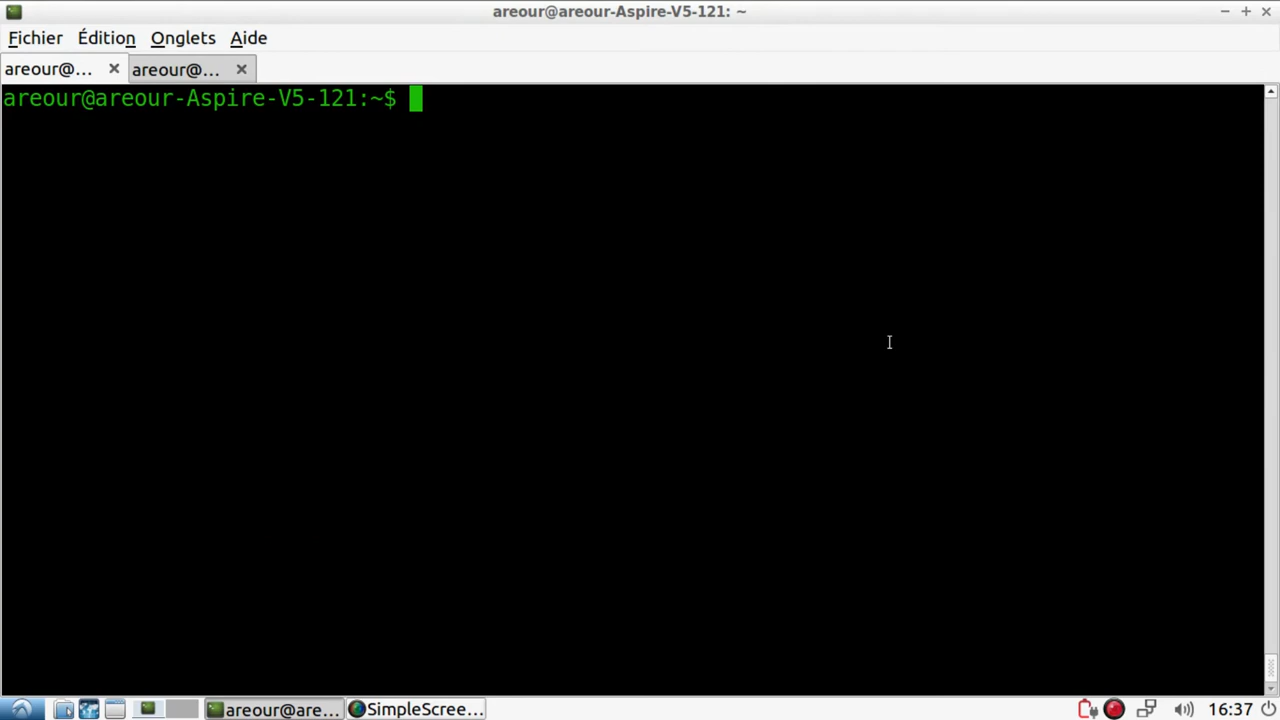 areour@areour-Aspire-V5-121: ~
Fichier Édition Onglets Aide
areour@... areour@...
areour@areour-Aspire-V5-121:~$
areour@are... SimpleScree... 16:37